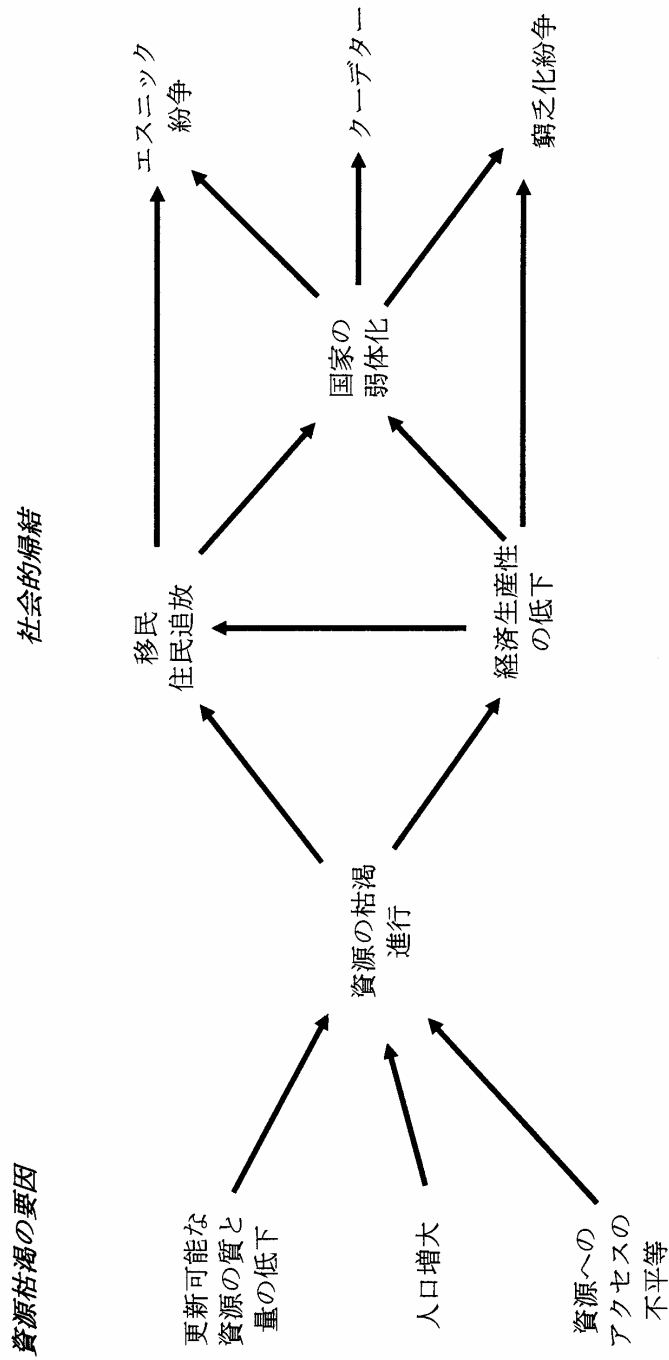 資源枯渇の要因
社会的帰結
更新可能な
資源の質と
量の低下
人口増大
資源への
アクセスの
不平等
資源の枯渇
進行
移民
住民追放
経済生産性
の低下
国家の
弱体化
エスニック
紛争
クーデター
窮乏化紛争